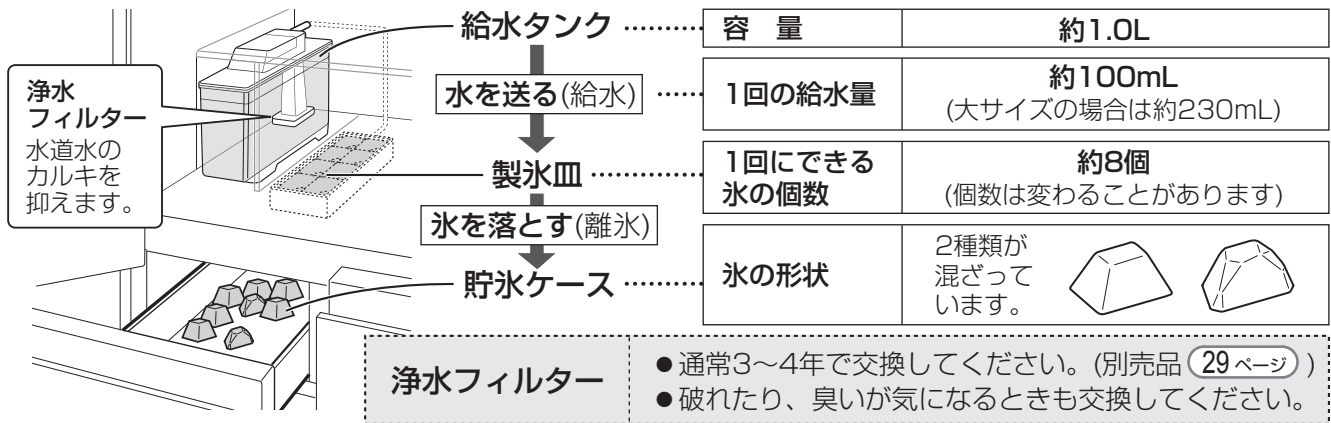 浄水
フィルター
水道水の
カルキを
抑えます。
給水タンク
容 量
約1.0L
水を送る(給水)
1回の給水量
約100mL
(大サイズの場合は約230mL)
製氷皿
1回にできる
氷の個数
約8個
(個数は変わることがあります)
氷を落とす(離氷)
貯氷ケース
氷の形状
2種類が
混ざって
います。
浄水フィルター
●通常3〜4年で交換してください。(別売品 29ページ )
●破れたり、臭いが気になるときも交換してください。